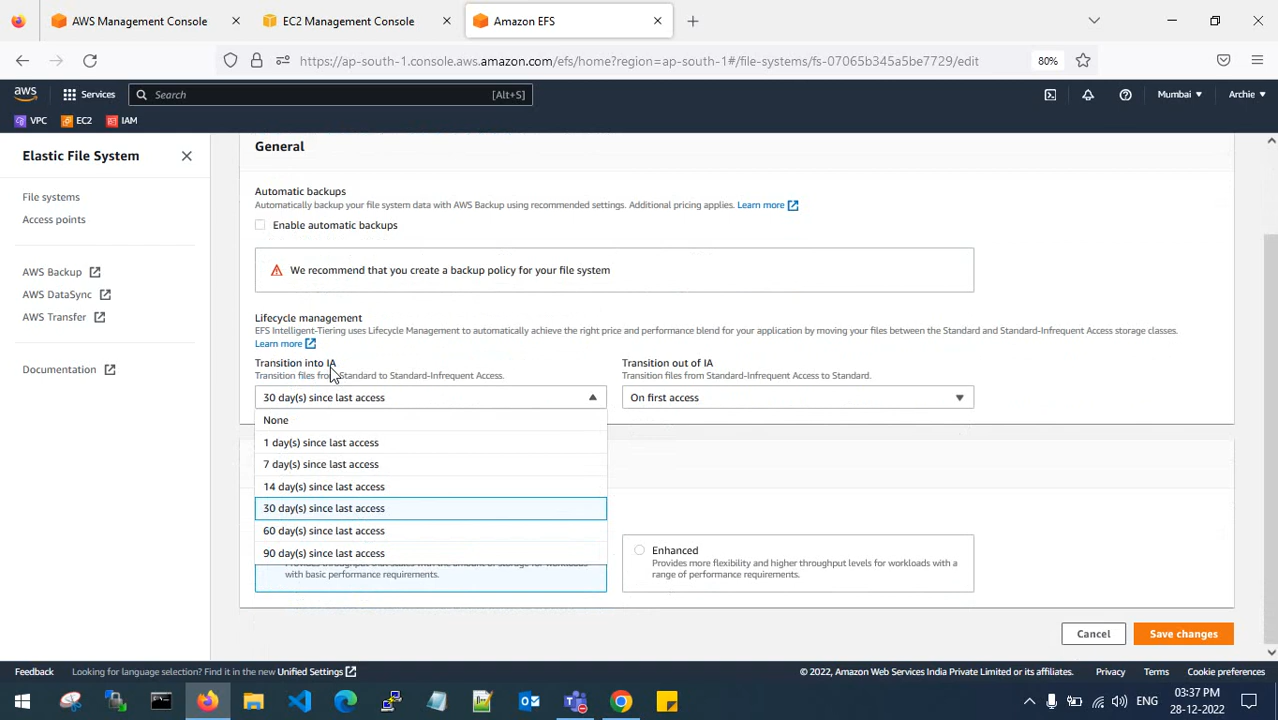 AWS Management Console
EC2 Management Console
Amazon EFS
https://ap-south-1.console.aws.amazon.com/efs/home?region=ap-south-1#/file-systems/fs-07065b345a5be7729/edit
80%
aws
Services
Search
[Alt+S]
Mumbai
Archie
VPC
EC2
IAM
Elastic File System
File systems
Access points
AWS Backup
AWS DataSync
AWS Transfer
Documentation
General
Automatic backups
Automatically backup your file system data with AWS Backup using recommended settings. Additional pricing applies. Learn more
Enable automatic backups
We recommend that you create a backup policy for your file system
Lifecycle management
EFS Intelligent-Tiering uses Lifecycle Management to automatically achieve the right price and performance blend for your application by moving your files between the Standard and Standard-Infrequent Access storage classes.
Learn more
Transition into IA
Transition files from Standard to Standard-Infrequent Access.
30 day(s) since last access
None
1 day(s) since last access
7 day(s) since last access
14 day(s) since last access
30 day(s) since last access
60 day(s) since last access
90 day(s) since last access
Transition out of IA
Transition files from Standard-Infrequent Access to Standard.
On first access
Provides throughput that scales with the amount of storage for workloads
with basic performance requirements.
Enhanced
Provides more flexibility and higher throughput levels for workloads with a
range of performance requirements.
Cancel
Save changes
Feedback
Looking for language selection? Find it in the new Unified Settings
© 2022, Amazon Web Services India Private Limited or its affiliates.
Privacy
Terms
Cookie preferences
ENG
03:37 PM
28-12-2022